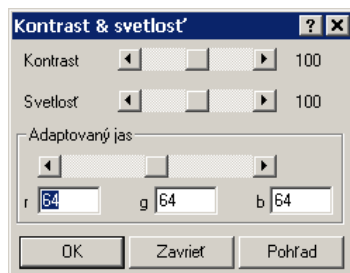 Kontrast & svetlosť
Kontrast 100
Svetlosť 100
Adaptovaný jas
r 64 g 64 b 64
OK Zavrieť Pohľad